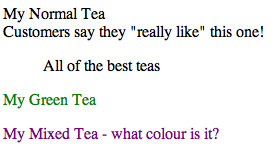 My Normal Tea
Customers say they "really like" this one!
All of the best teas
My Green Tea
My Mixed Tea - what colour is it?